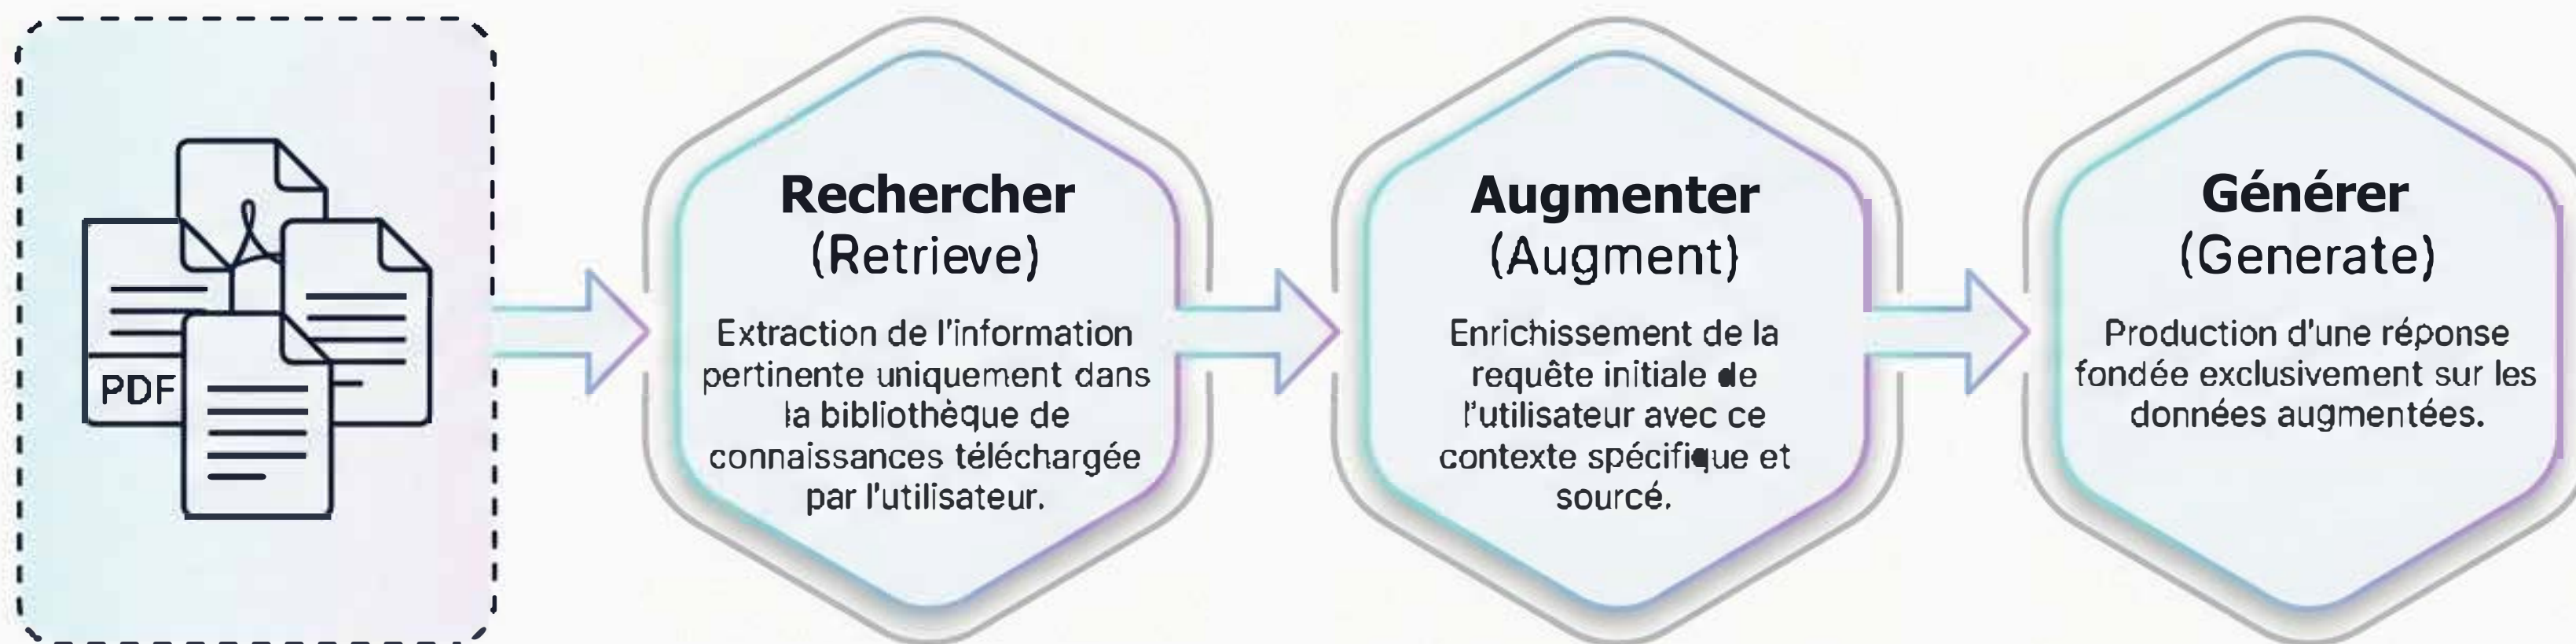 PDF
Rechercher
(Retrieve)
Extraction de l'information
pertinente uniquement dans
la bibliothèque de
connaissances téléchargée
par l'utilisateur.
Augmenter
(Augment)
Enrichissement de la
requête initiale de
l'utilisateur avec ce
contexte spécifique et
sourcé.
Générer
(Generate)
Production d'une réponse
fondée exclusivement sur les
données augmentées.